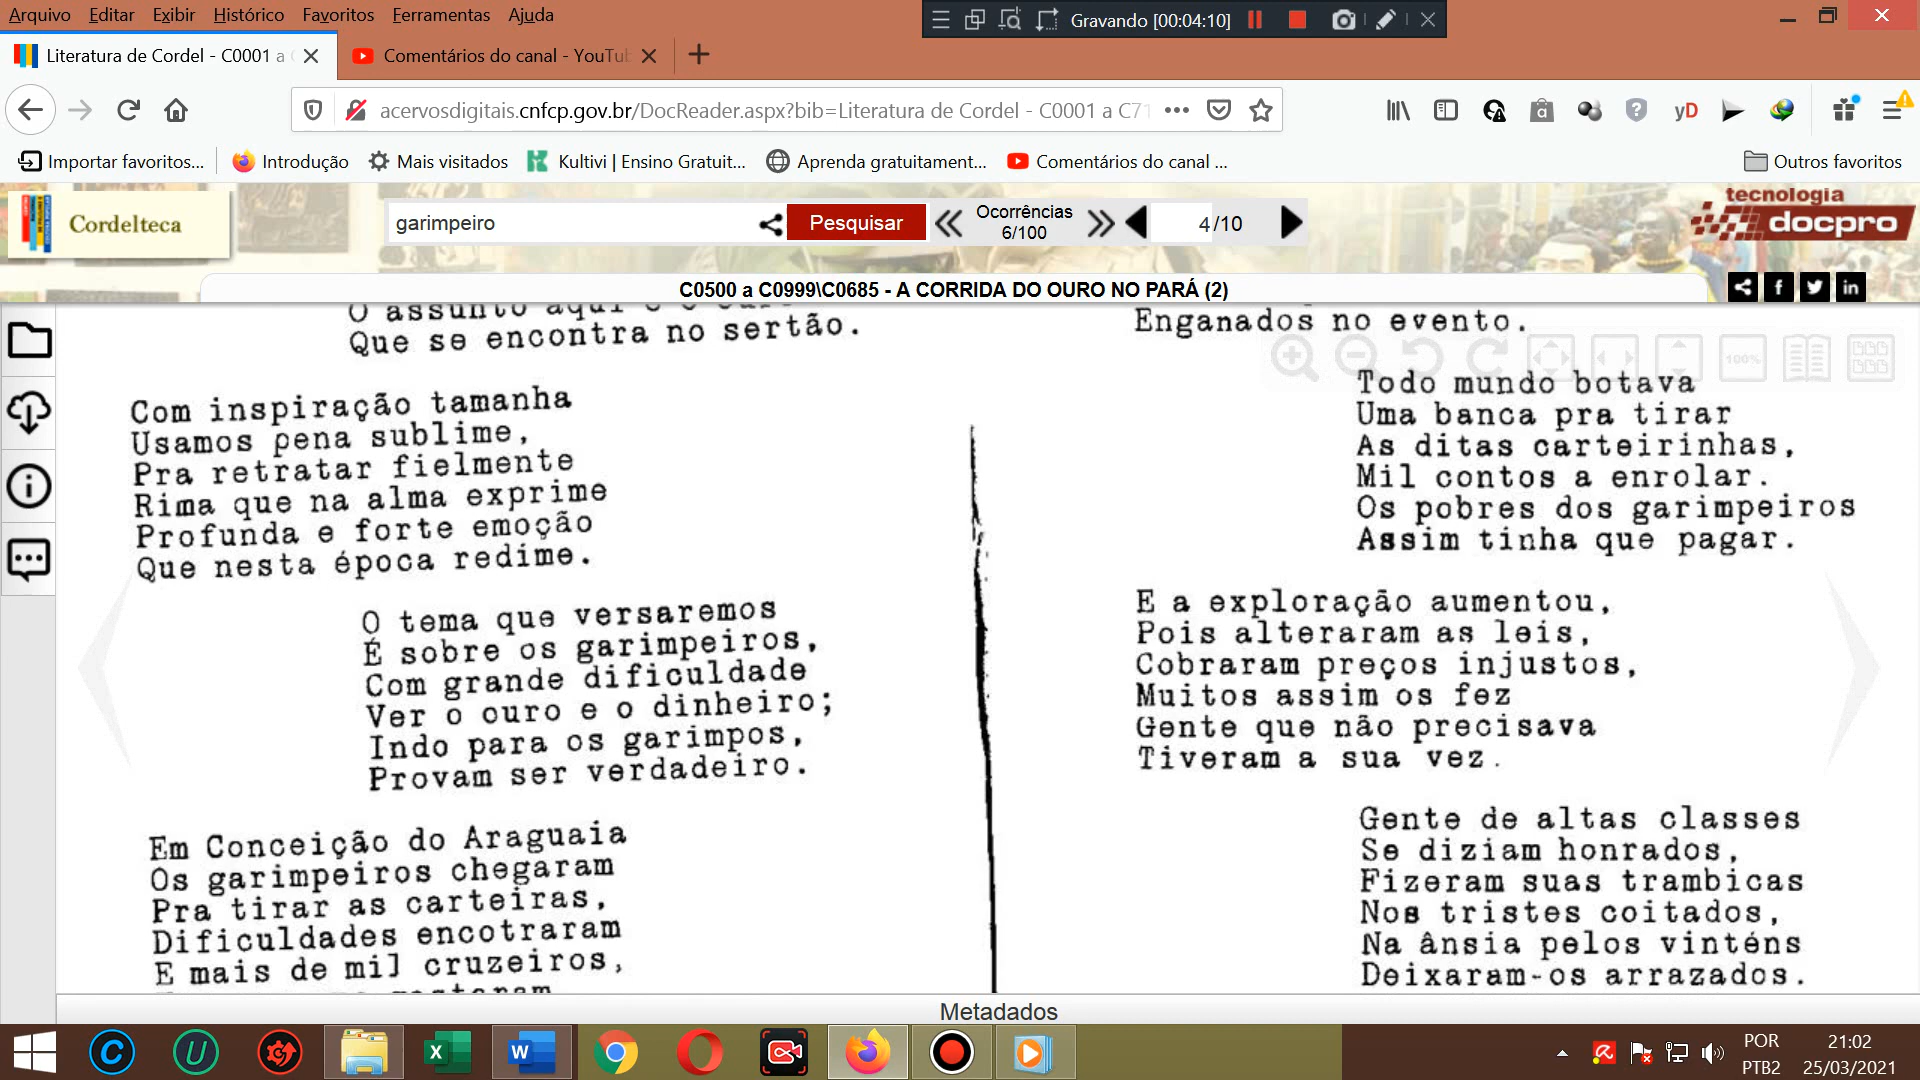 Arquivo Editar Exibir Histórico Favoritos Ferramentas Ajuda
Gravando [00:04:10]
Literatura de Cordel - C0001 a
Comentários do canal - YouTu
acervosdigitais.cnfcp.gov.br/DocReader.aspx?bib=Literatura de Cordel - C0001 a C71
yD
Importar favoritos...
Introdução
Mais visitados
Kultivi | Ensino Gratuit...
Aprenda gratuitament...
Comentários do canal ...
Outros favoritos
Cordelteca
garimpeiro
Pesquisar
Ocorrências
6/100
4 /10
tecnologia
docpro
C0500 a C0999\C0685 - A CORRIDA DO OURO NO PARÁ (2)
O assunto aqui é o ouro
Que se encontra no sertão.
Com inspiração tamanha
Usamos pena sublime,
Pra retratar fielmente
Rima que na alma exprime
Profunda e forte emoção
Que nesta época redime.
O tema que versaremos
É sobre os garimpeiros,
Com grande dificuldade
Ver o ouro e o dinheiro;
Indo para os garimpos,
Provam ser verdadeiro.
Em Conceição do Araguaia
Os garimpeiros chegaram
Pra tirar as carteiras,
Dificuldades encotraram
E mais de mil cruzeiros,
Enganados no evento.
100%
Todo mundo botava
Uma banca pra tirar
As ditas carteirinhas,
Mil contos a enrolar.
Os pobres dos garimpeiros
Assim tinha que pagar.
E a exploração aumentou,
Pois alteraram as leis,
Cobraram preços injustos,
Muitos assim os fez
Gente que não precisava
Tiveram a sua vez.
Gente de altas classes
Se diziam honrados,
Fizeram suas trambicas
Nos tristes coitados,
Na ânsia pelos vinténs
Deixaram-os arrazados.
Metadados
POR
PTB2
21:02
25/03/2021